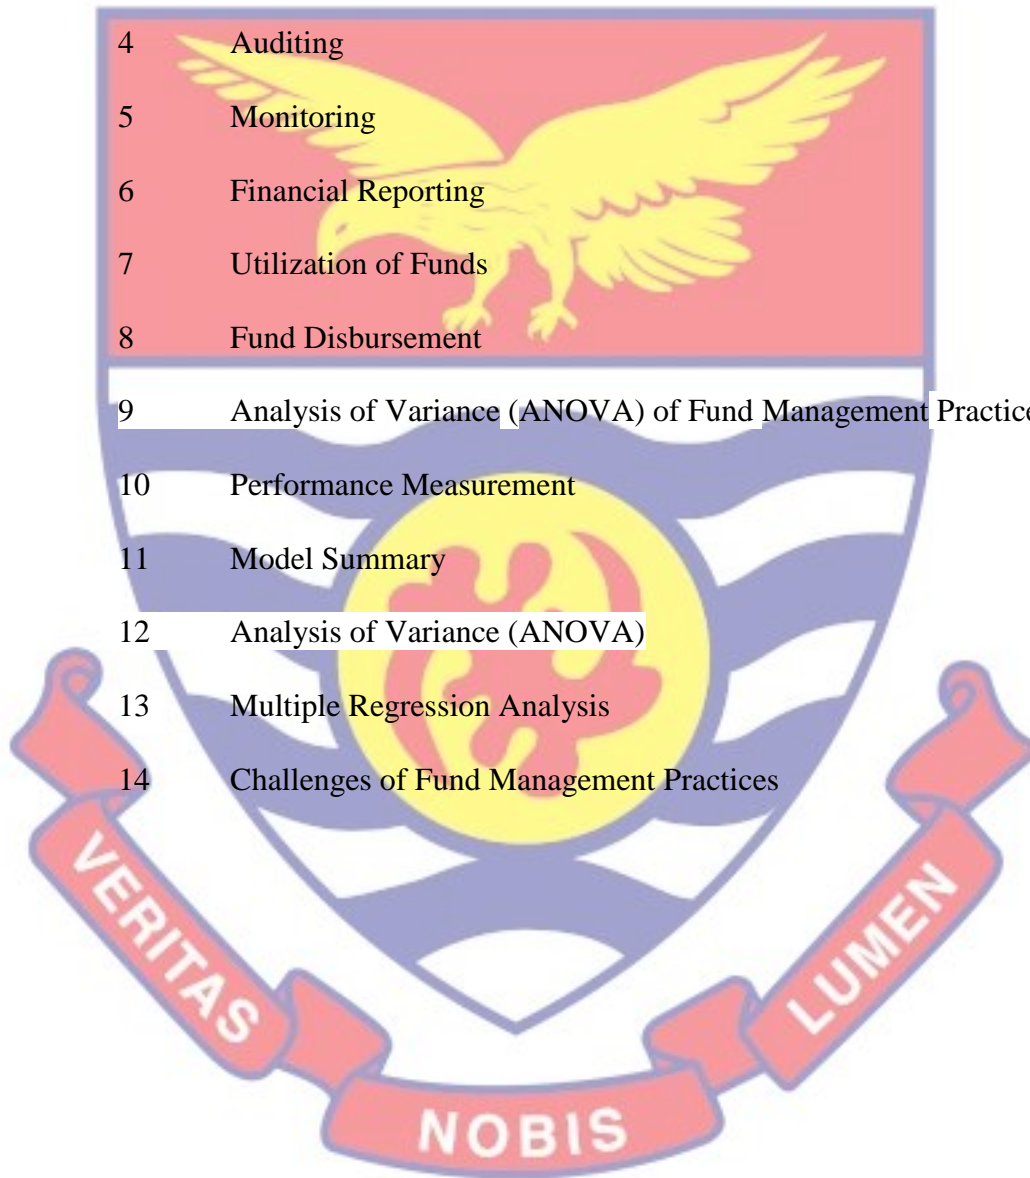 4 Auditing
5 Monitoring
6 Financial Reporting
7 Utilization of Funds
8 Fund Disbursement
9 Analysis of Variance (ANOVA) of Fund Management Practice
10 Performance Measurement
11 Model Summary
12 Analysis of Variance (ANOVA)
13 Multiple Regression Analysis
14 Challenges of Fund Management Practices
VERITAS
NOBIS
LUMEN